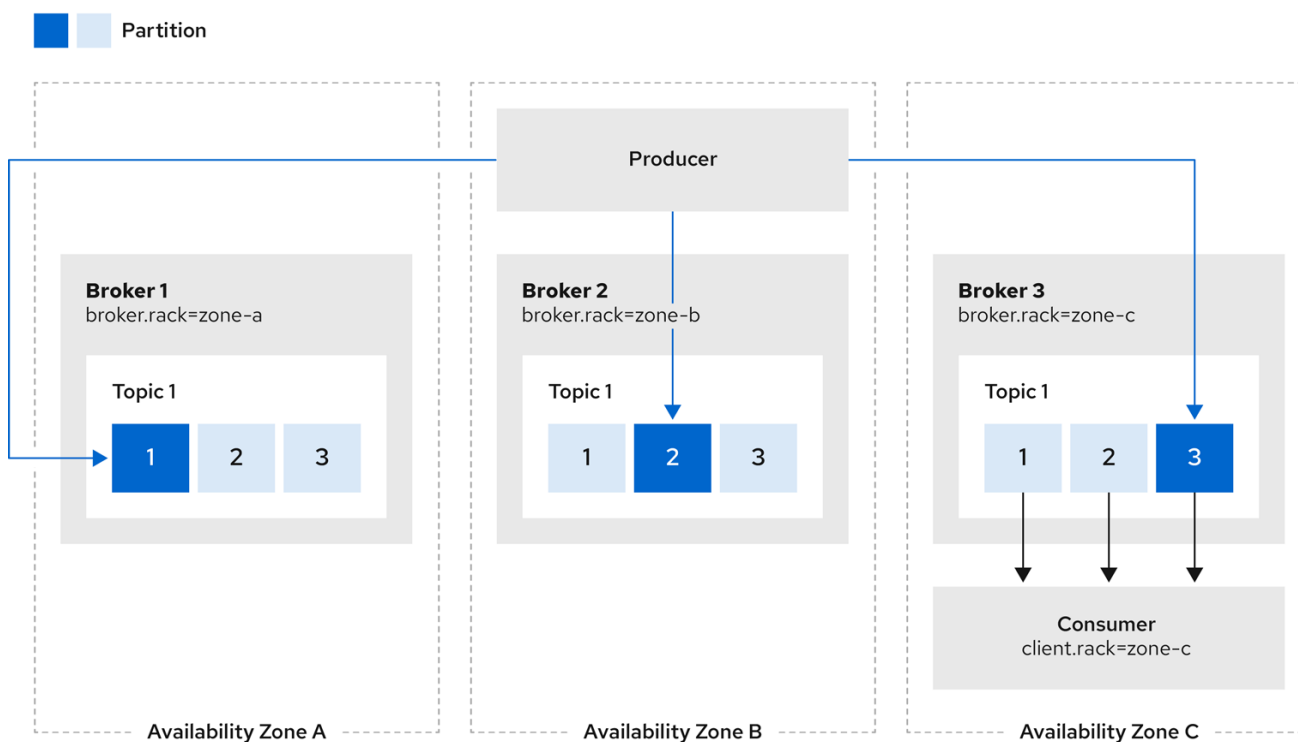 Partition
Producer
Broker 1
broker.rack=zone-a
Topic 1
1 2 3
Broker 2
broker.rack=zone-b
Topic 1
1 2 3
Broker 3
broker.rack=zone-c
Topic 1
1 2 3
Consumer
client.rack=zone-c
Availability Zone A
Availability Zone B
Availability Zone C